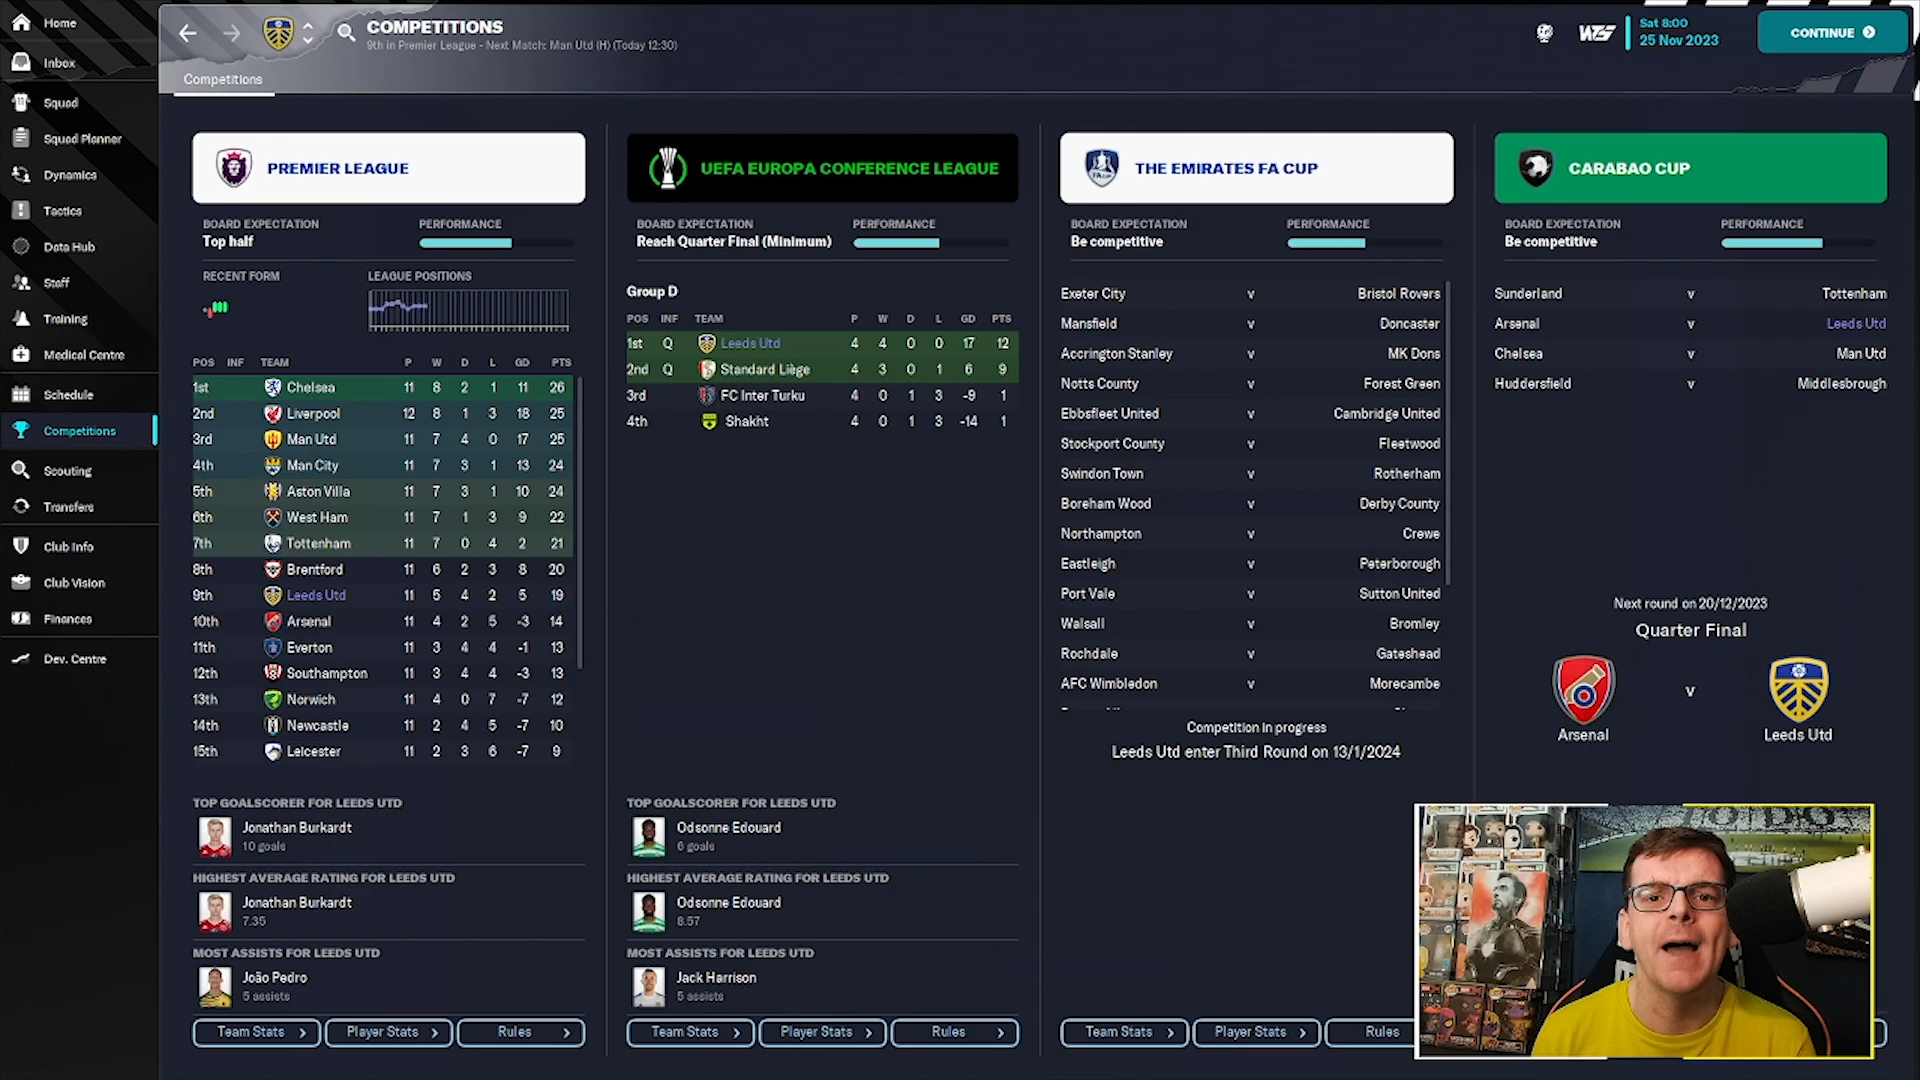 Home
Inbox
Squad
Squad Planner
Dynamics
Tactics
Data Hub
Staff
Training
Medical Centre
Schedule
Competitions
Scouting
Transfers
Club Info
Club Vision
Finances
Dev. Centre
COMPETITIONS
9th in Premier League - Next Match: Man Utd (H) (Today 12:30)
Sat 8:00
25 Nov 2023
CONTINUE
Competitions
PREMIER LEAGUE
BOARD EXPECTATION PERFORMANCE
Top half
RECENT FORM LEAGUE POSITIONS
POS INF TEAM P W D L GD PTS
1st Chelsea 11 8 2 1 11 26
2nd Liverpool 12 8 1 3 18 25
3rd Man Utd 11 7 4 0 17 25
4th Man City 11 7 3 1 13 24
5th Aston Villa 11 7 3 1 10 24
6th West Ham 11 7 1 3 9 22
7th Tottenham 11 7 0 4 2 21
8th Brentford 11 6 2 3 8 20
9th Leeds Utd 11 5 4 2 5 19
10th Arsenal 11 4 2 5 -3 14
11th Everton 11 3 4 4 -1 13
12th Southampton 11 3 4 4 -3 13
13th Norwich 11 4 0 7 -7 12
14th Newcastle 11 2 4 5 -7 10
15th Leicester 11 2 3 6 -7 9
TOP GOALSCORER FOR LEEDS UTD
Jonathan Burkardt
10 goals
HIGHEST AVERAGE RATING FOR LEEDS UTD
Jonathan Burkardt
7.35
MOST ASSISTS FOR LEEDS UTD
João Pedro
5 assists
Team Stats Player Stats Rules
UEFA EUROPA CONFERENCE LEAGUE
BOARD EXPECTATION PERFORMANCE
Reach Quarter Final (Minimum)
Group D
POS INF TEAM P W D L GD PTS
1st Q Leeds Utd 4 4 0 0 17 12
2nd Q Standard Liège 4 3 0 1 6 9
3rd FC Inter Turku 4 0 1 3 -9 1
4th Shakht 4 0 1 3 -14 1
TOP GOALSCORER FOR LEEDS UTD
Odsonne Edouard
6 goals
HIGHEST AVERAGE RATING FOR LEEDS UTD
Odsonne Edouard
8.57
MOST ASSISTS FOR LEEDS UTD
Jack Harrison
5 assists
Team Stats Player Stats Rules
THE EMIRATES FA CUP
BOARD EXPECTATION PERFORMANCE
Be competitive
Exeter City v Bristol Rovers
Mansfield v Doncaster
Accrington Stanley v MK Dons
Notts County v Forest Green
Ebbsfleet United v Cambridge United
Stockport County v Fleetwood
Swindon Town v Rotherham
Boreham Wood v Derby County
Northampton v Crewe
Eastleigh v Peterborough
Port Vale v Sutton United
Walsall v Bromley
Rochdale v Gateshead
AFC Wimbledon v Morecambe
Competition in progress
Leeds Utd enter Third Round on 13/1/2024
Team Stats Player Stats Rules
CARABAO CUP
BOARD EXPECTATION PERFORMANCE
Be competitive
Sunderland v Tottenham
Arsenal v Leeds Utd
Chelsea v Man Utd
Huddersfield v Middlesbrough
Next round on 20/12/2023
Quarter Final
v
Arsenal Leeds Utd